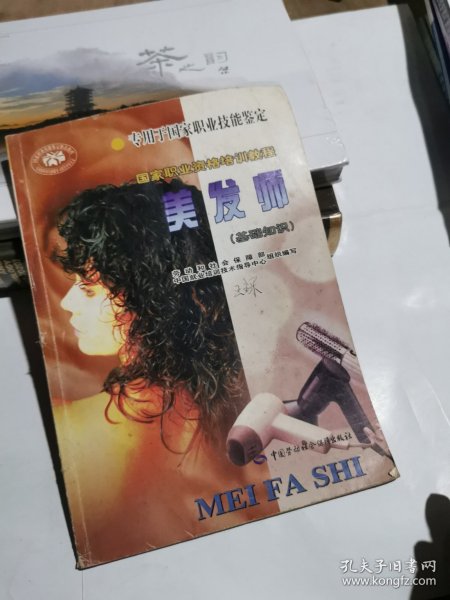 茶之韵
专用于国家职业技能鉴定
国家职业资格培训教程
美发师
(基础知识)
劳动和社会保障部
中国就业培训技术指导中心
组织编写
中国劳动社会保障出版社
MEI FA SHI
孔夫子旧书网
www.kongfz.com